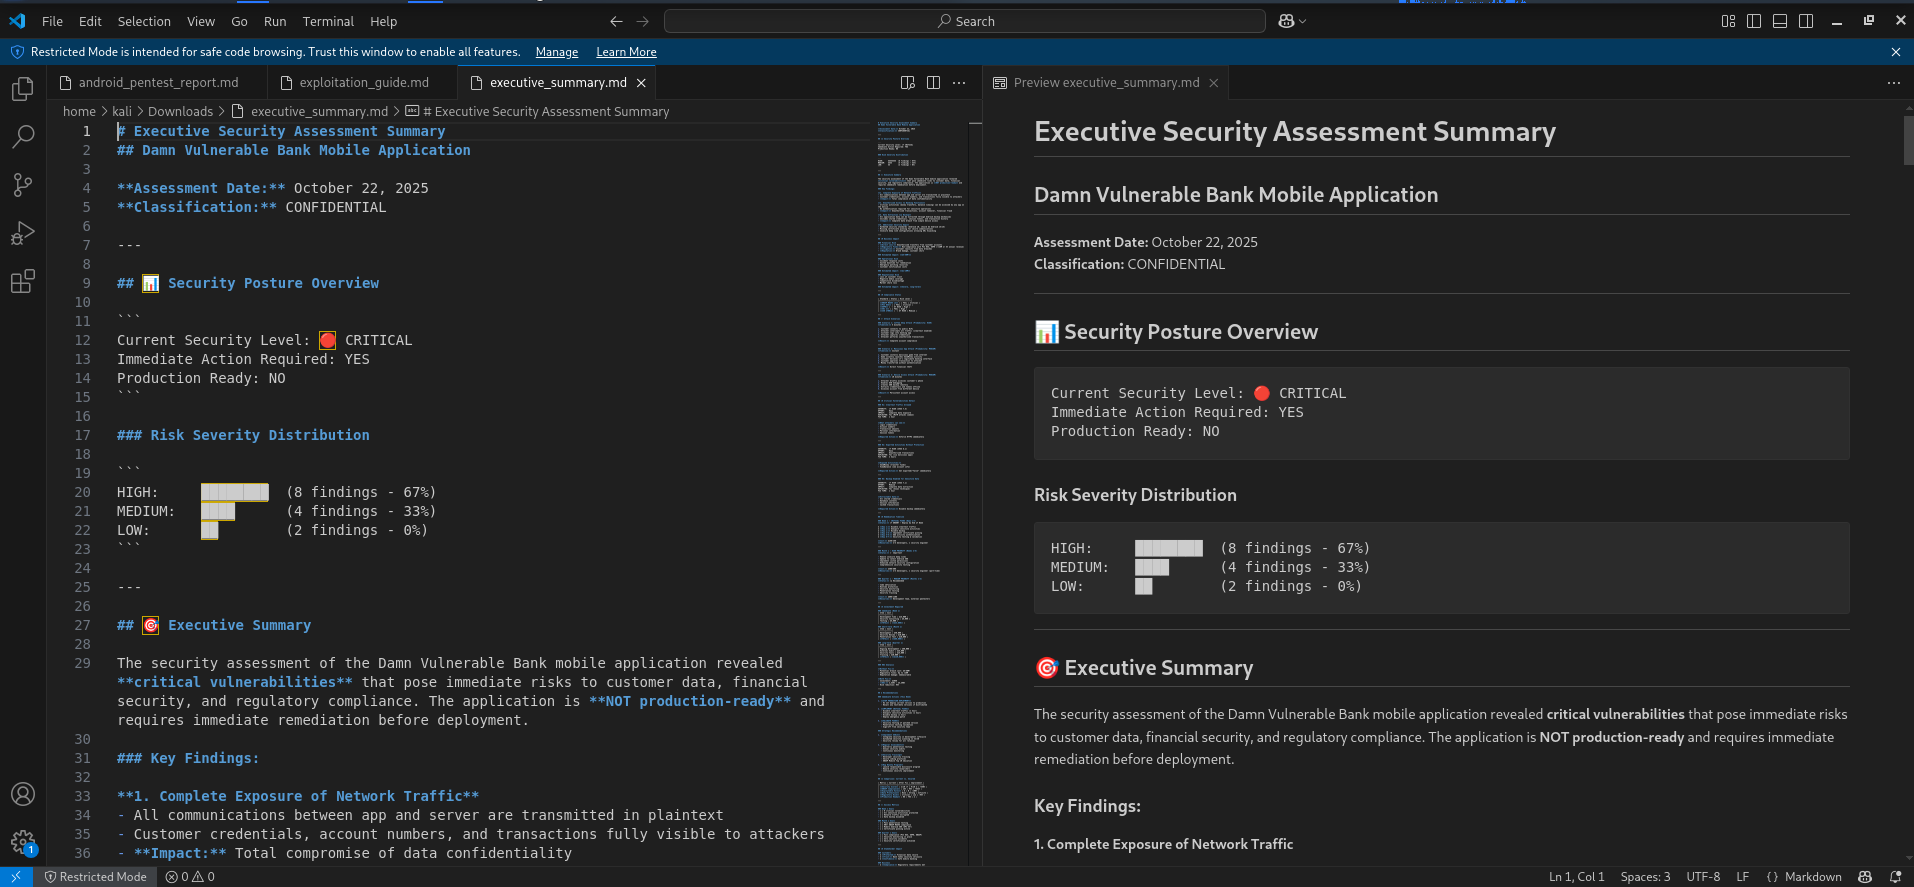 File Edit Selection View Go Run Terminal Help
Search
Restricted Mode is intended for safe code browsing. Trust this window to enable all features. Manage Learn More
android_pentest_report.md exploitation_guide.md executive_summary.md
home > kali > Downloads > executive_summary.md > # Executive Security Assessment Summary
1 # Executive Security Assessment Summary
2 ## Damn Vulnerable Bank Mobile Application
3
4 **Assessment Date:** October 22, 2025
5 **Classification:** CONFIDENTIAL
6
7 ---
8
9 ## 📊 Security Posture Overview
10
11 ```
12 Current Security Level: 🔴 CRITICAL
13 Immediate Action Required: YES
14 Production Ready: NO
15 ```
16
17 ### Risk Severity Distribution
18
19 ```
20 HIGH: ████████ (8 findings - 67%)
21 MEDIUM: ████ (4 findings - 33%)
22 LOW: ██ (2 findings - 0%)
23 ```
24
25 ---
26
27 ## 🎯 Executive Summary
28
29 The security assessment of the Damn Vulnerable Bank mobile application revealed
**critical vulnerabilities** that pose immediate risks to customer data, financial
security, and regulatory compliance. The application is **NOT production-ready** and
requires immediate remediation before deployment.
30
31 ### Key Findings:
32
33 **1. Complete Exposure of Network Traffic**
34 - All communications between app and server are transmitted in plaintext
35 - Customer credentials, account numbers, and transactions fully visible to attackers
36 - **Impact:** Total compromise of data confidentiality
Preview executive_summary.md
Executive Security Assessment Summary
Damn Vulnerable Bank Mobile Application
Assessment Date: October 22, 2025
Classification: CONFIDENTIAL
📊 Security Posture Overview
Current Security Level: 🔴 CRITICAL
Immediate Action Required: YES
Production Ready: NO
Risk Severity Distribution
HIGH: ████████ (8 findings - 67%)
MEDIUM: ████ (4 findings - 33%)
LOW: ██ (2 findings - 0%)
🎯 Executive Summary
The security assessment of the Damn Vulnerable Bank mobile application revealed critical vulnerabilities that pose immediate risks
to customer data, financial security, and regulatory compliance. The application is NOT production-ready and requires immediate
remediation before deployment.
Key Findings:
1. Complete Exposure of Network Traffic
1
Restricted Mode 0 0 Ln 1, Col 1 Spaces: 3 UTF-8 LF {} Markdown